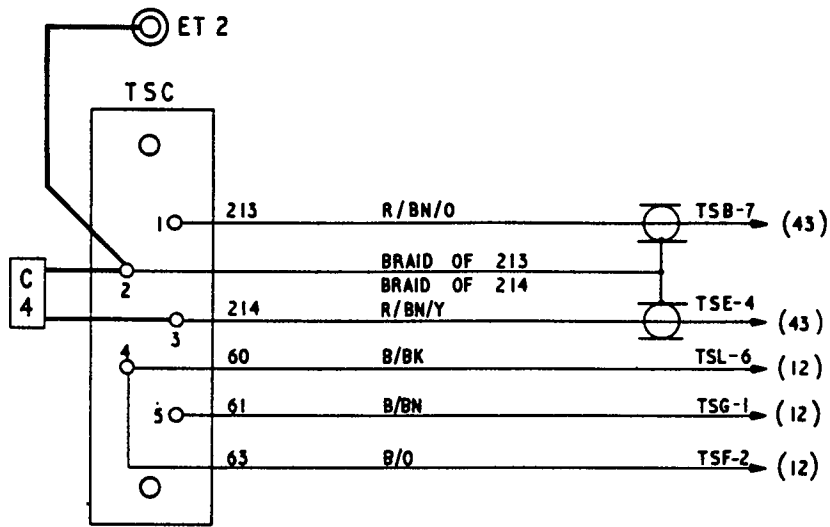 ET 2
TSC
1 213 R/BN/O TSB-7 (43)
BRAID OF 213
C 2 BRAID OF 214
4 214 R/BN/Y TSE-4 (43)
3
4 60 B/BK TSL-6 (12)
5 61 B/BN TSG-1 (12)
63 B/O TSF-2 (12)